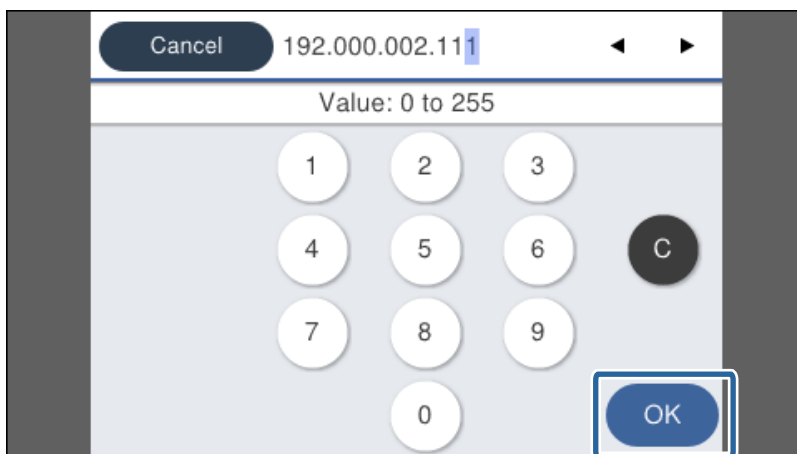 Cancel 192.000.002.111 ◀ ▶
Value: 0 to 255
1 2 3
4 5 6 C
7 8 9
0 OK